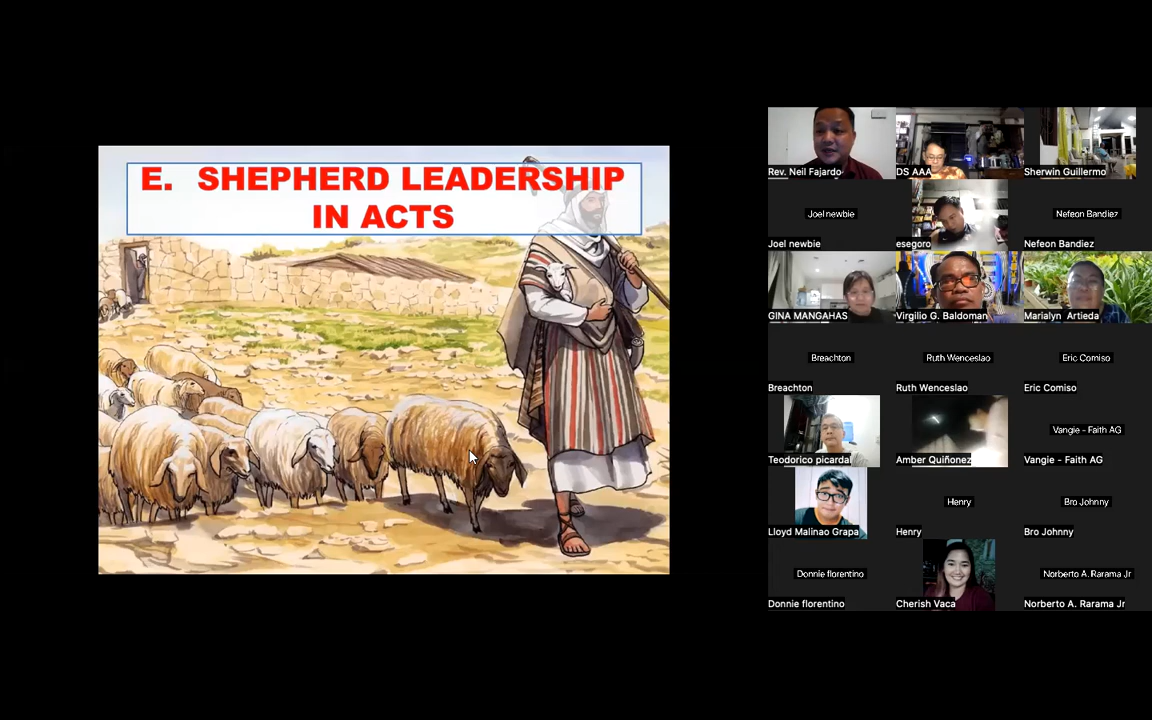 E. SHEPHERD LEADERSHIP
IN ACTS
Rev. Neil Fajardo
DS AAA
Sherwin Guillermo
Joel newbie
Joel newbie
esegoro
Nefeon Bandiez
Nefeon Bandiez
GINA MANGAHAS
Virgilio G. Baldoman
Marialyn Artieda
Breachton
Breachton
Ruth Wenceslao
Ruth Wenceslao
Eric Comiso
Eric Comiso
Teodorico picardal
Amber Quiñonez
Vangie - Faith AG
Vangie - Faith AG
Lloyd Malinao Grapa
Henry
Henry
Bro Johnny
Bro Johnny
Donnie florentino
Donnie florentino
Cherish Vaca
Norberto A. Rarama Jr
Norberto A. Rarama Jr